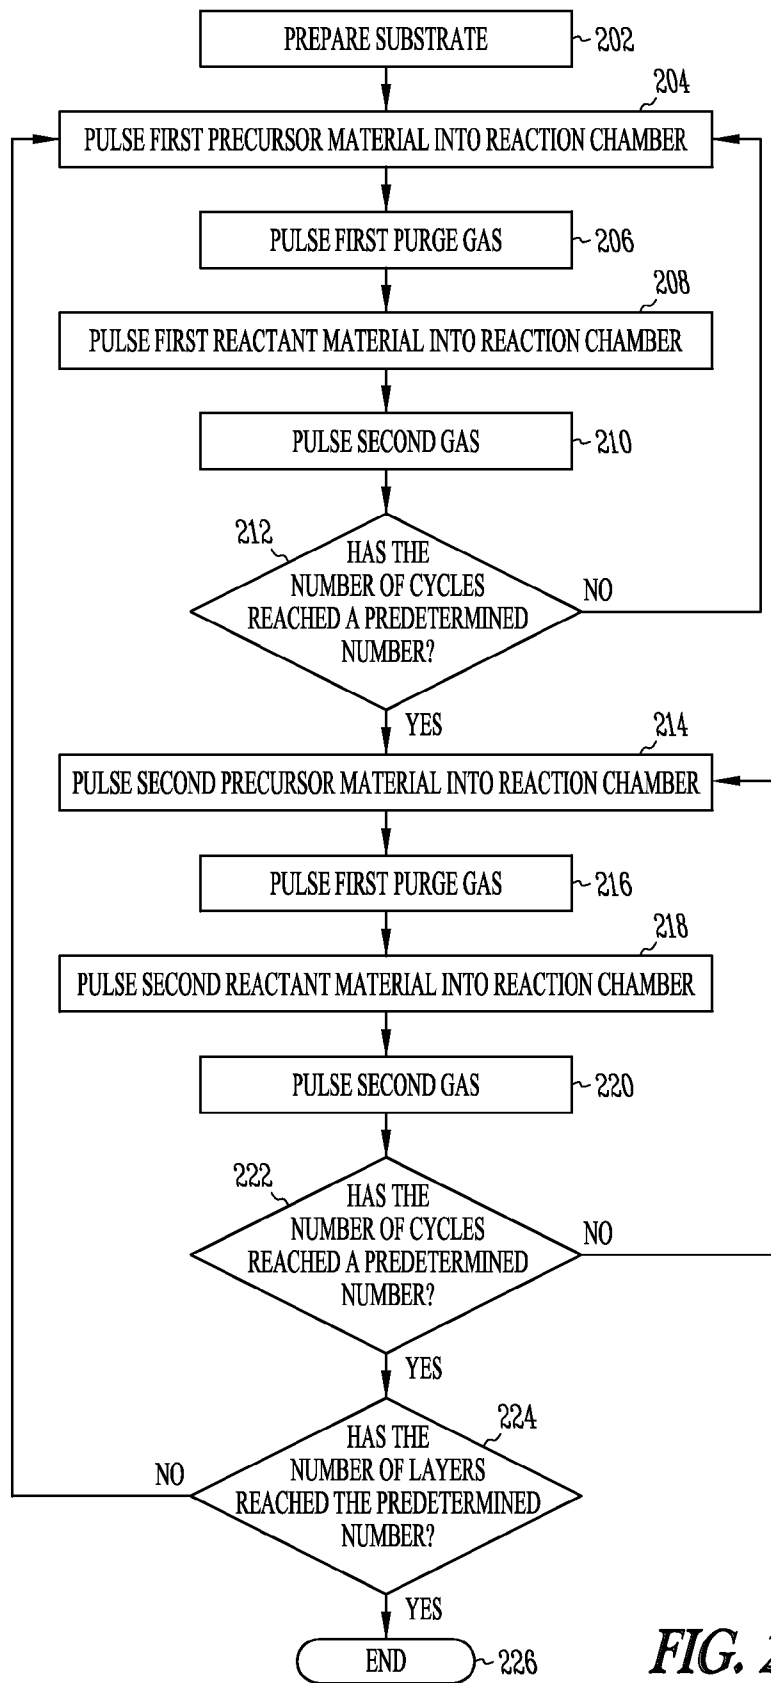 PREPARE SUBSTRATE
202
204
PULSE FIRST PRECURSOR MATERIAL INTO REACTION CHAMBER
PULSE FIRST PURGE GAS
206
208
PULSE FIRST REACTANT MATERIAL INTO REACTION CHAMBER
PULSE SECOND GAS
210
212
HAS THE
NUMBER OF CYCLES
REACHED A PREDETERMINED
NUMBER?
NO
YES
214
PULSE SECOND PRECURSOR MATERIAL INTO REACTION CHAMBER
PULSE FIRST PURGE GAS
216
218
PULSE SECOND REACTANT MATERIAL INTO REACTION CHAMBER
PULSE SECOND GAS
220
222
HAS THE
NUMBER OF CYCLES
REACHED A PREDETERMINED
NUMBER?
NO
YES
224
HAS THE
NUMBER OF LAYERS
REACHED THE PREDETERMINED
NUMBER?
NO
YES
END
226
FIG. 2